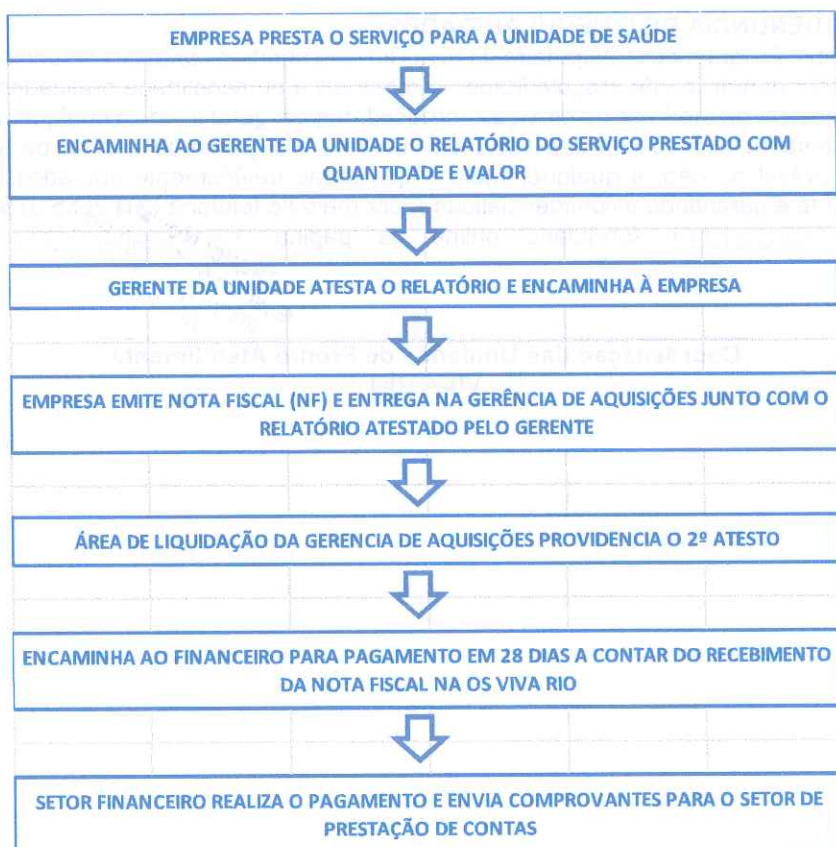 EMPRESA PRESTA O SERVIÇO PARA A UNIDADE DE SAÚDE
ENCAMINHA AO GERENTE DA UNIDADE O RELATÓRIO DO SERVIÇO PRESTADO COM
QUANTIDADE E VALOR
GERENTE DA UNIDADE ATESTA O RELATÓRIO E ENCAMINHA À EMPRESA
EMPRESA EMITE NOTA FISCAL (NF) E ENTREGA NA GERÊNCIA DE AQUISIÇÕES JUNTO COM O
RELATÓRIO ATESTADO PELO GERENTE
ÁREA DE LIQUIDAÇÃO DA GERENCIA DE AQUISIÇÕES PROVIDENCIA O 2º ATESTO
ENCAMINHA AO FINANCEIRO PARA PAGAMENTO EM 28 DIAS A CONTAR DO RECEBIMENTO
DA NOTA FISCAL NA OS VIVA RIO
SETOR FINANCEIRO REALIZA O PAGAMENTO E ENVIA COMPROVANTES PARA O SETOR DE
PRESTAÇÃO DE CONTAS